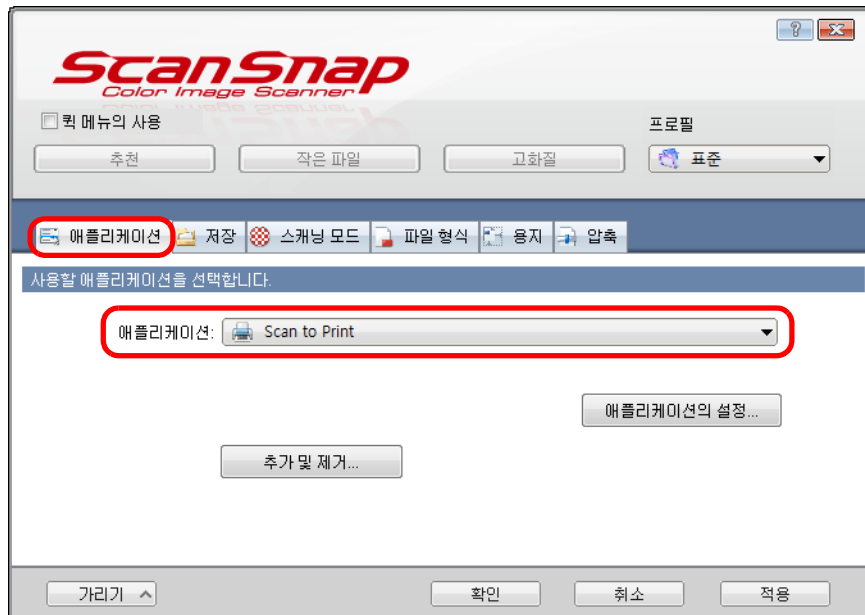 ScanSnap
Color Image Scanner
퀵 메뉴의 사용
프로필
추천 작은 파일 고화질 표준
애플리케이션 저장 스캐닝 모드 파일 형식 용지 압축
사용할 애플리케이션을 선택합니다.
애플리케이션: Scan to Print
애플리케이션의 설정...
추가 및 제거...
가리기 확인 취소 적용